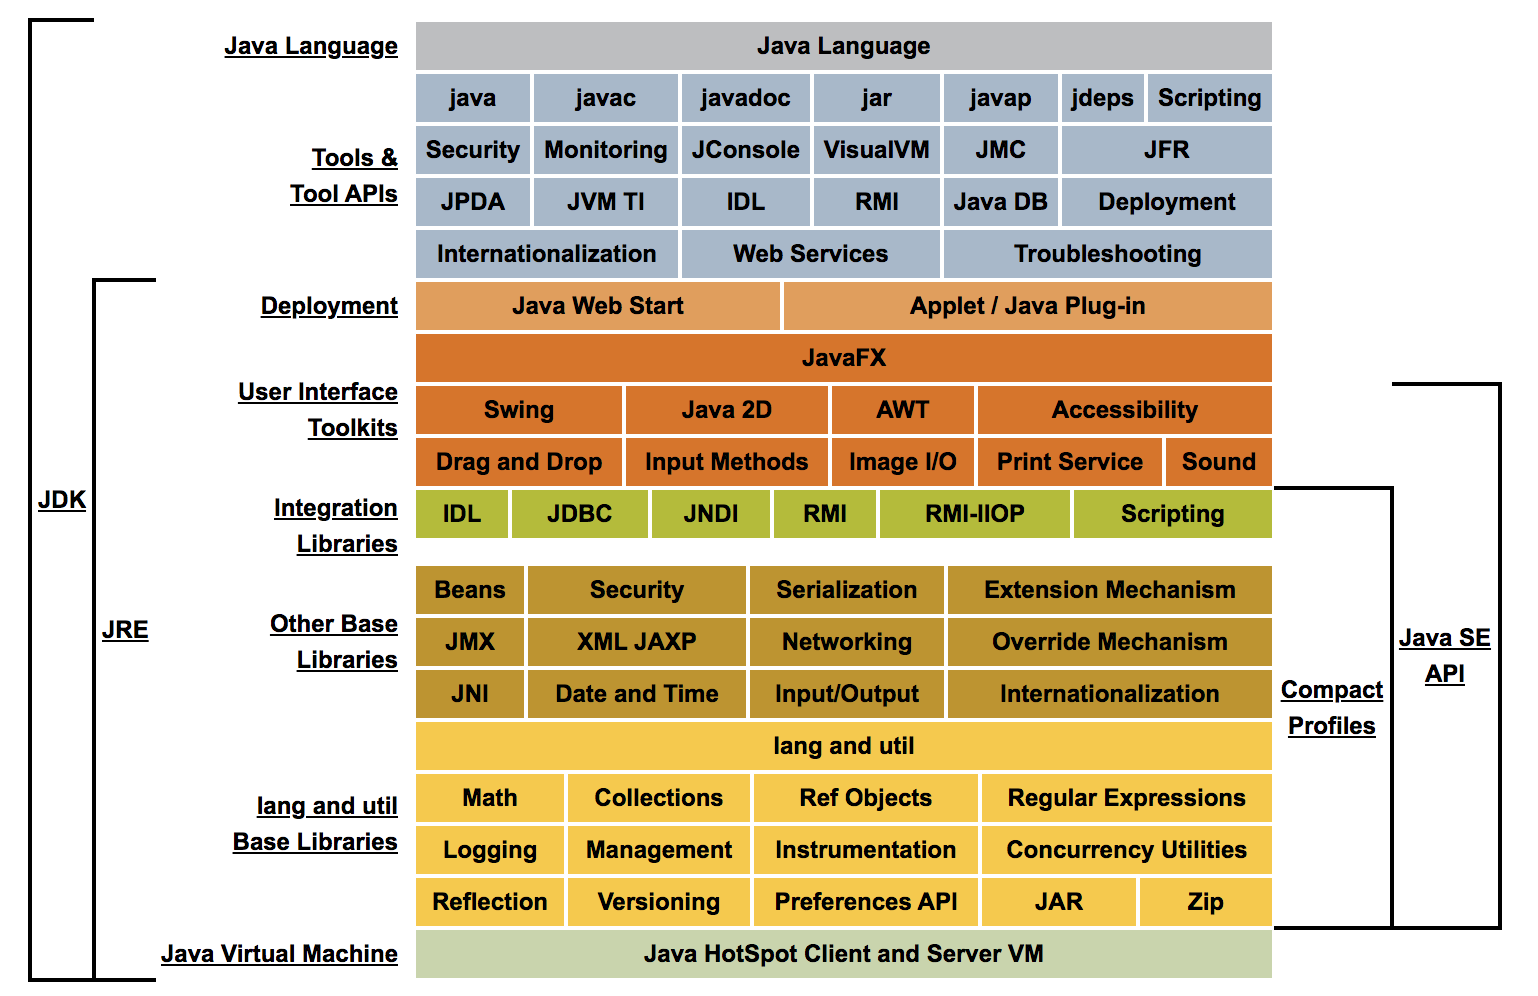 Java Language
Java Language
java javac javadoc jar javap jdeps Scripting
Tools &
Tool APIs
Security Monitoring JConsole VisualVM JMC JFR
JPDA JVM TI IDL RMI Java DB Deployment
Internationalization Web Services Troubleshooting
Deployment
Java Web Start Applet / Java Plug-in
JavaFX
User Interface
Toolkits
Swing Java 2D AWT Accessibility
Drag and Drop Input Methods Image I/O Print Service Sound
JDK
Integration
Libraries
IDL JDBC JNDI RMI RMI-IIOP Scripting
JRE
Other Base
Libraries
Beans Security Serialization Extension Mechanism
JMX XML JAXP Networking Override Mechanism
JNI Date and Time Input/Output Internationalization
Java SE
API
Compact
Profiles
lang and util
lang and util
Base Libraries
Math Collections Ref Objects Regular Expressions
Logging Management Instrumentation Concurrency Utilities
Reflection Versioning Preferences API JAR Zip
Java Virtual Machine
Java HotSpot Client and Server VM